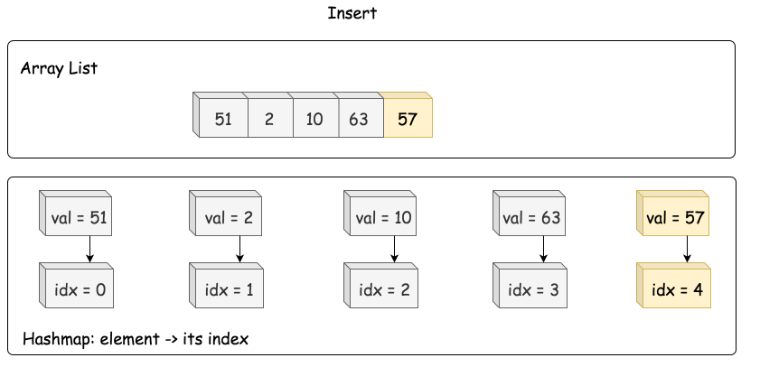 Insert
Array List
51 2 10 63 57
val = 51 val = 2 val = 10 val = 63 val = 57
idx = 0 idx = 1 idx = 2 idx = 3 idx = 4
Hashmap: element -> its index